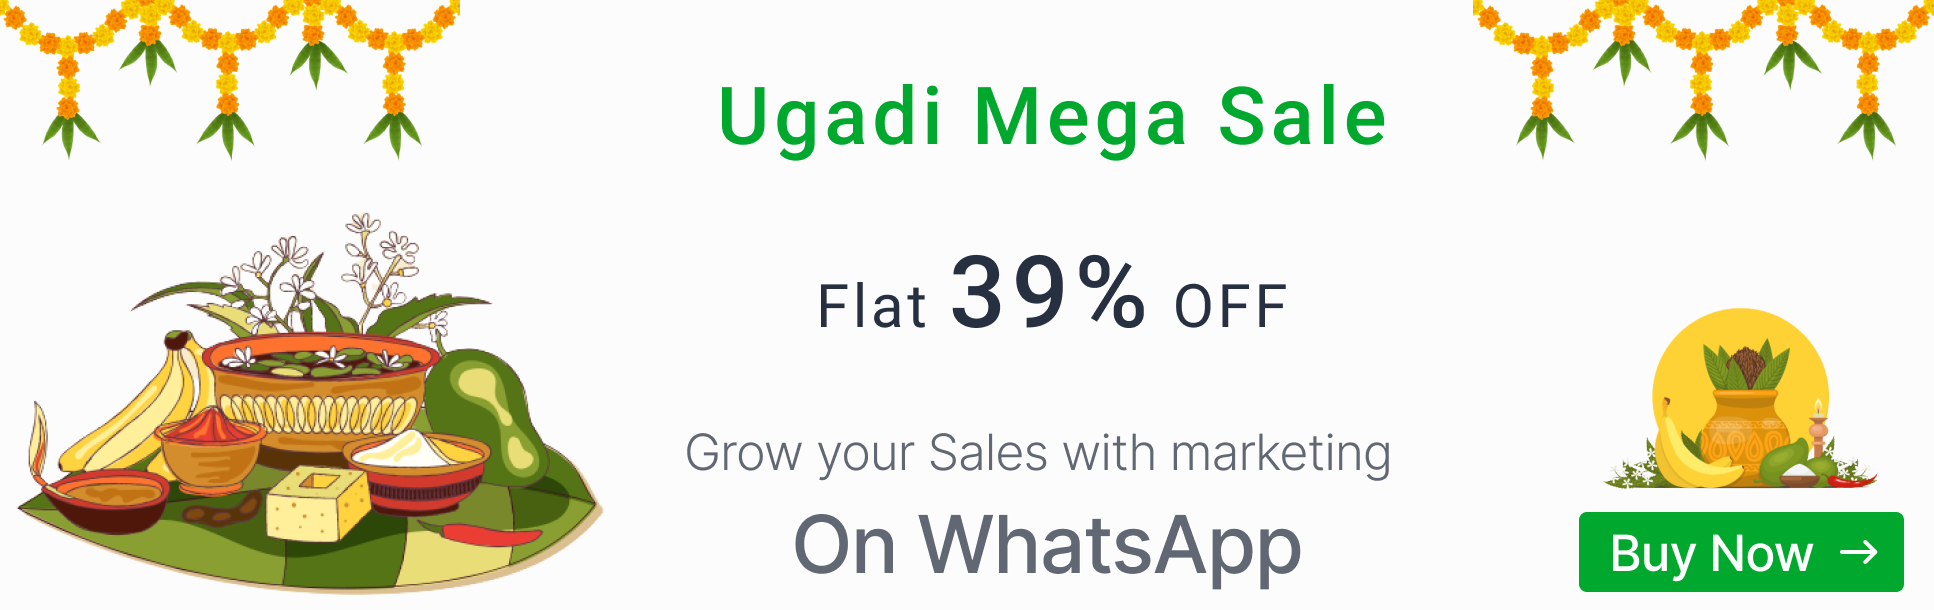 Ugadi Mega Sale
Flat 39% OFF
Grow your Sales with marketing
On WhatsApp
Buy Now →